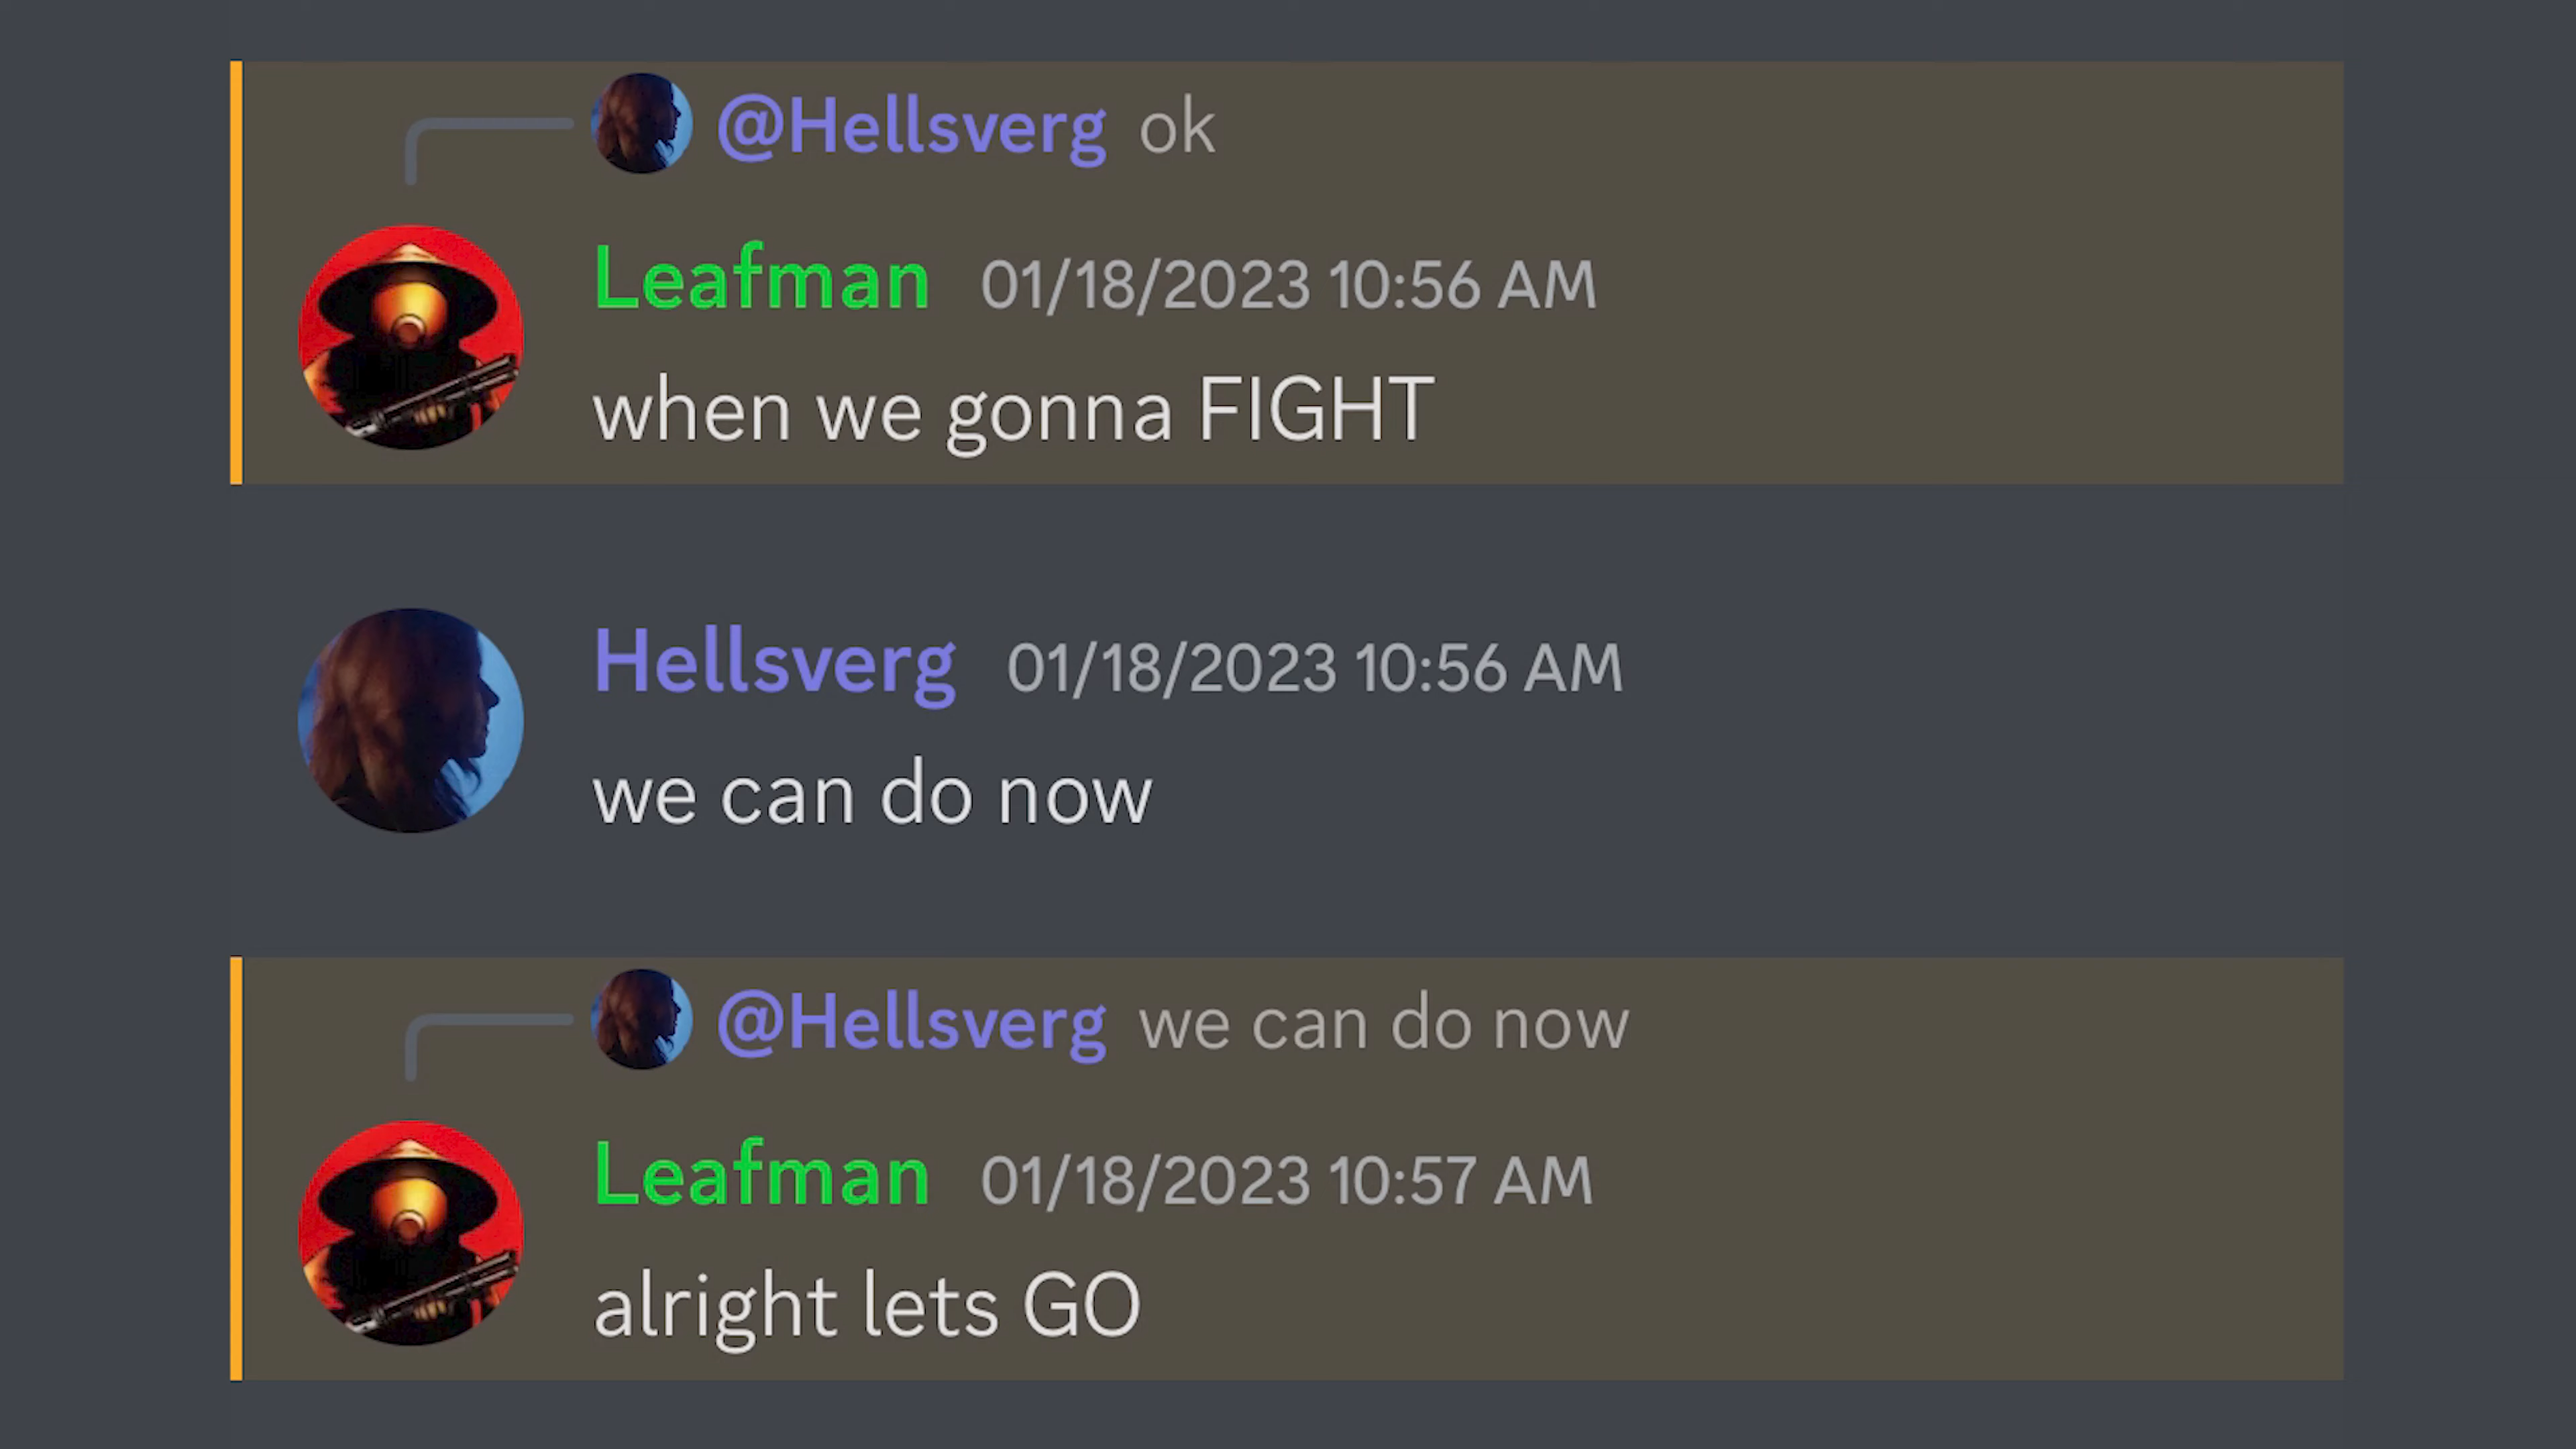 @Hellsverg ok
Leafman 01/18/2023 10:56 AM
when we gonna FIGHT
Hellsverg 01/18/2023 10:56 AM
we can do now
@Hellsverg we can do now
Leafman 01/18/2023 10:57 AM
alright lets GO